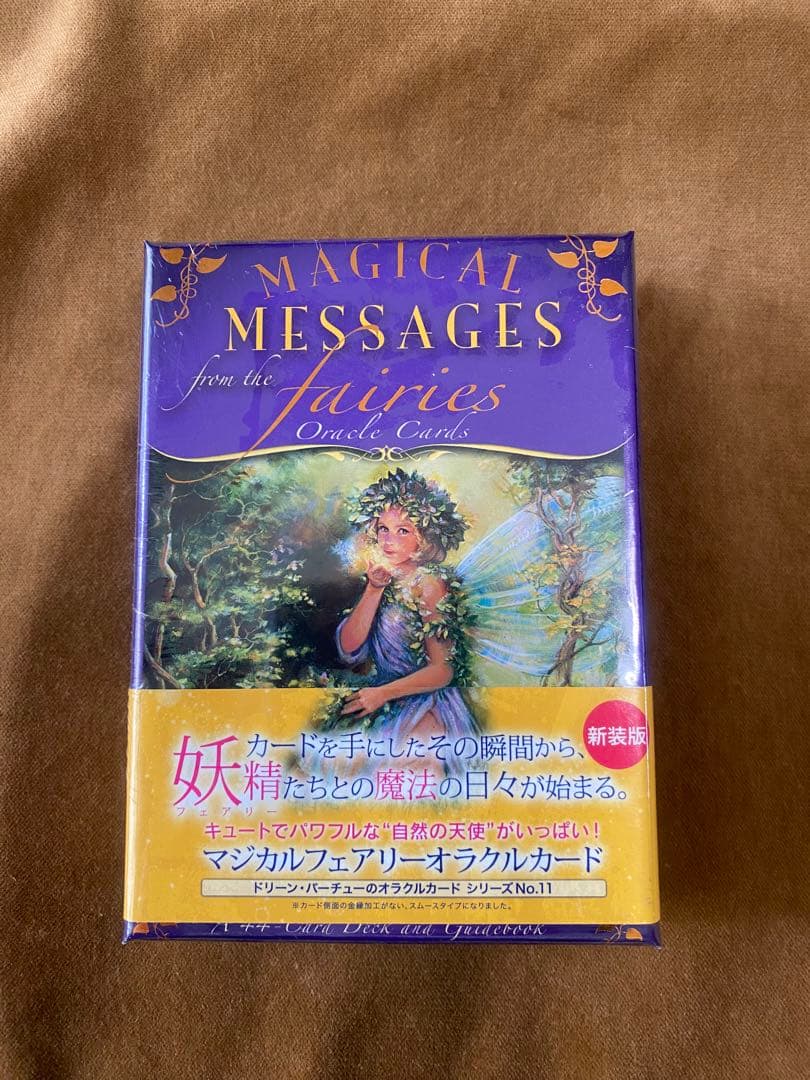 MAGICAL
MESSAGES
from the fairies
Oracle Cards
カードを手にしたその瞬間から、
妖精たちとの魔法の日々が始まる。
フェアリー
新装版
キュートでパワフルな“自然の天使”がいっぱい！
マジカルフェアリーオラクルカード
ドリーン・バーチューのオラクルカード シリーズNo.11
※カード側面の金縁加工がない、スムースタイプになりました。
A 44-Card Deck and Guidebook